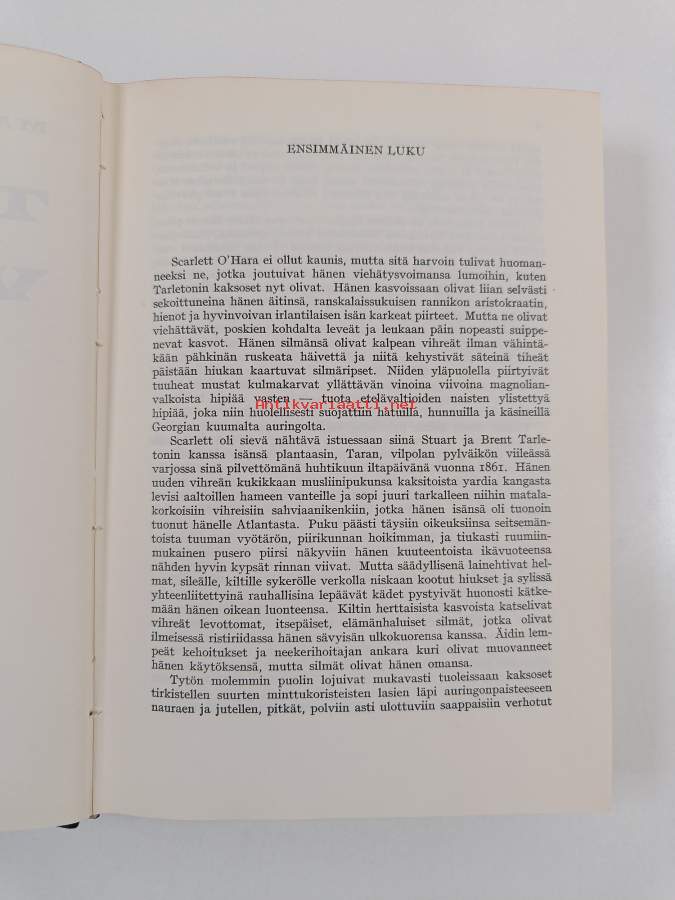 M
T
Y
ENSIMMÄINEN LUKU
Scarlett O'Hara ei ollut kaunis, mutta sitä harvoin tulivat huoman-
neeksi ne, jotka joutuivat hänen viehätysvoimansa lumoihin, kuten
Tarletonin kaksoset nyt olivat. Hänen kasvoissaan olivat liian selvästi
sekoittuneina hänen äitinsä, ranskalaissukuisen rannikon aristokraatin,
hienot ja hyvinvoivan irlantilaisen isän karkeat piirteet. Mutta ne olivat
viehättävät, poskien kohdalta leveät ja leukaan päin nopeasti suippe-
nevat kasvot. Hänen silmänsä olivat kalpean vihreät ilman vähintä-
kään pähkinän ruskeata häivettä ja niitä kehystivät säteinä tiheät
päistään hiukan kaartuvat silmäripset. Niiden yläpuolella piirtyivät
tuuheat mustat kulmakarvat yllättävän vinoina viivoina magnolian-
valkoista hipiää vasten — tuota etelävaltioiden naisten ylistettyä
Antikvariaatti.net
hipiää, joka niin huolellisesti suojattiin hatuilla, hunnuilla ja käsineillä
Georgian kuumalta auringolta.
Scarlett oli sievä nähtävä istuessaan siinä Stuart ja Brent Tarle-
tonin kanssa isänsä plantaasin, Taran, vilpolan pylväikön viileässä
varjossa sinä pilvettömänä huhtikuun iltapäivänä vuonna 1861. Hänen
uuden vihreän kukikkaan musliinipukunsa kaksitoista yardia kangasta
levisi aaltoillen hameen vanteille ja sopi juuri tarkalleen niihin matala-
korkoisiin vihreisiin sahviaanikenkiin, jotka hänen isänsä oli tuonoin
tuonut hänelle Atlantasta. Puku päästi täysiin oikeuksiinsa seitsemän-
toista tuuman vyötärön, piirikunnan hoikimman, ja tiukasti ruumiin-
mukainen pusero piirsi näkyviin hänen kuuteentoista ikävuoteensa
nähden hyvin kypsät rinnan viivat. Mutta säädyllisenä lainehtivat hel-
mat, sileälle, kiltille sykerölle verkolla niskaan kootut hiukset ja sylissä
yhteenliitettyinä rauhallisina lepäävät kädet pystyivät huonosti kätke-
mään hänen oikean luonteensa. Kiltin herttaisista kasvoista katselivat
vihreät levottomat, itsepäiset, elämänhaluiset silmät, jotka olivat
ilmeisessä ristiriidassa hänen sävyisän ulkokuorensa kanssa. Äidin lem-
peät kehoitukset ja neekerihoitajan ankara kuri olivat muovanneet
hänen käytöksensä, mutta silmät olivat hänen omansa.
Tytön molemmin puolin lojuivat mukavasti tuoleissaan kaksoset
tirkistellen suurten minttukoristeisten lasien läpi auringonpaisteeseen
nauraen ja jutellen, pitkät, polviin asti ulottuviin saappaisiin verhotut